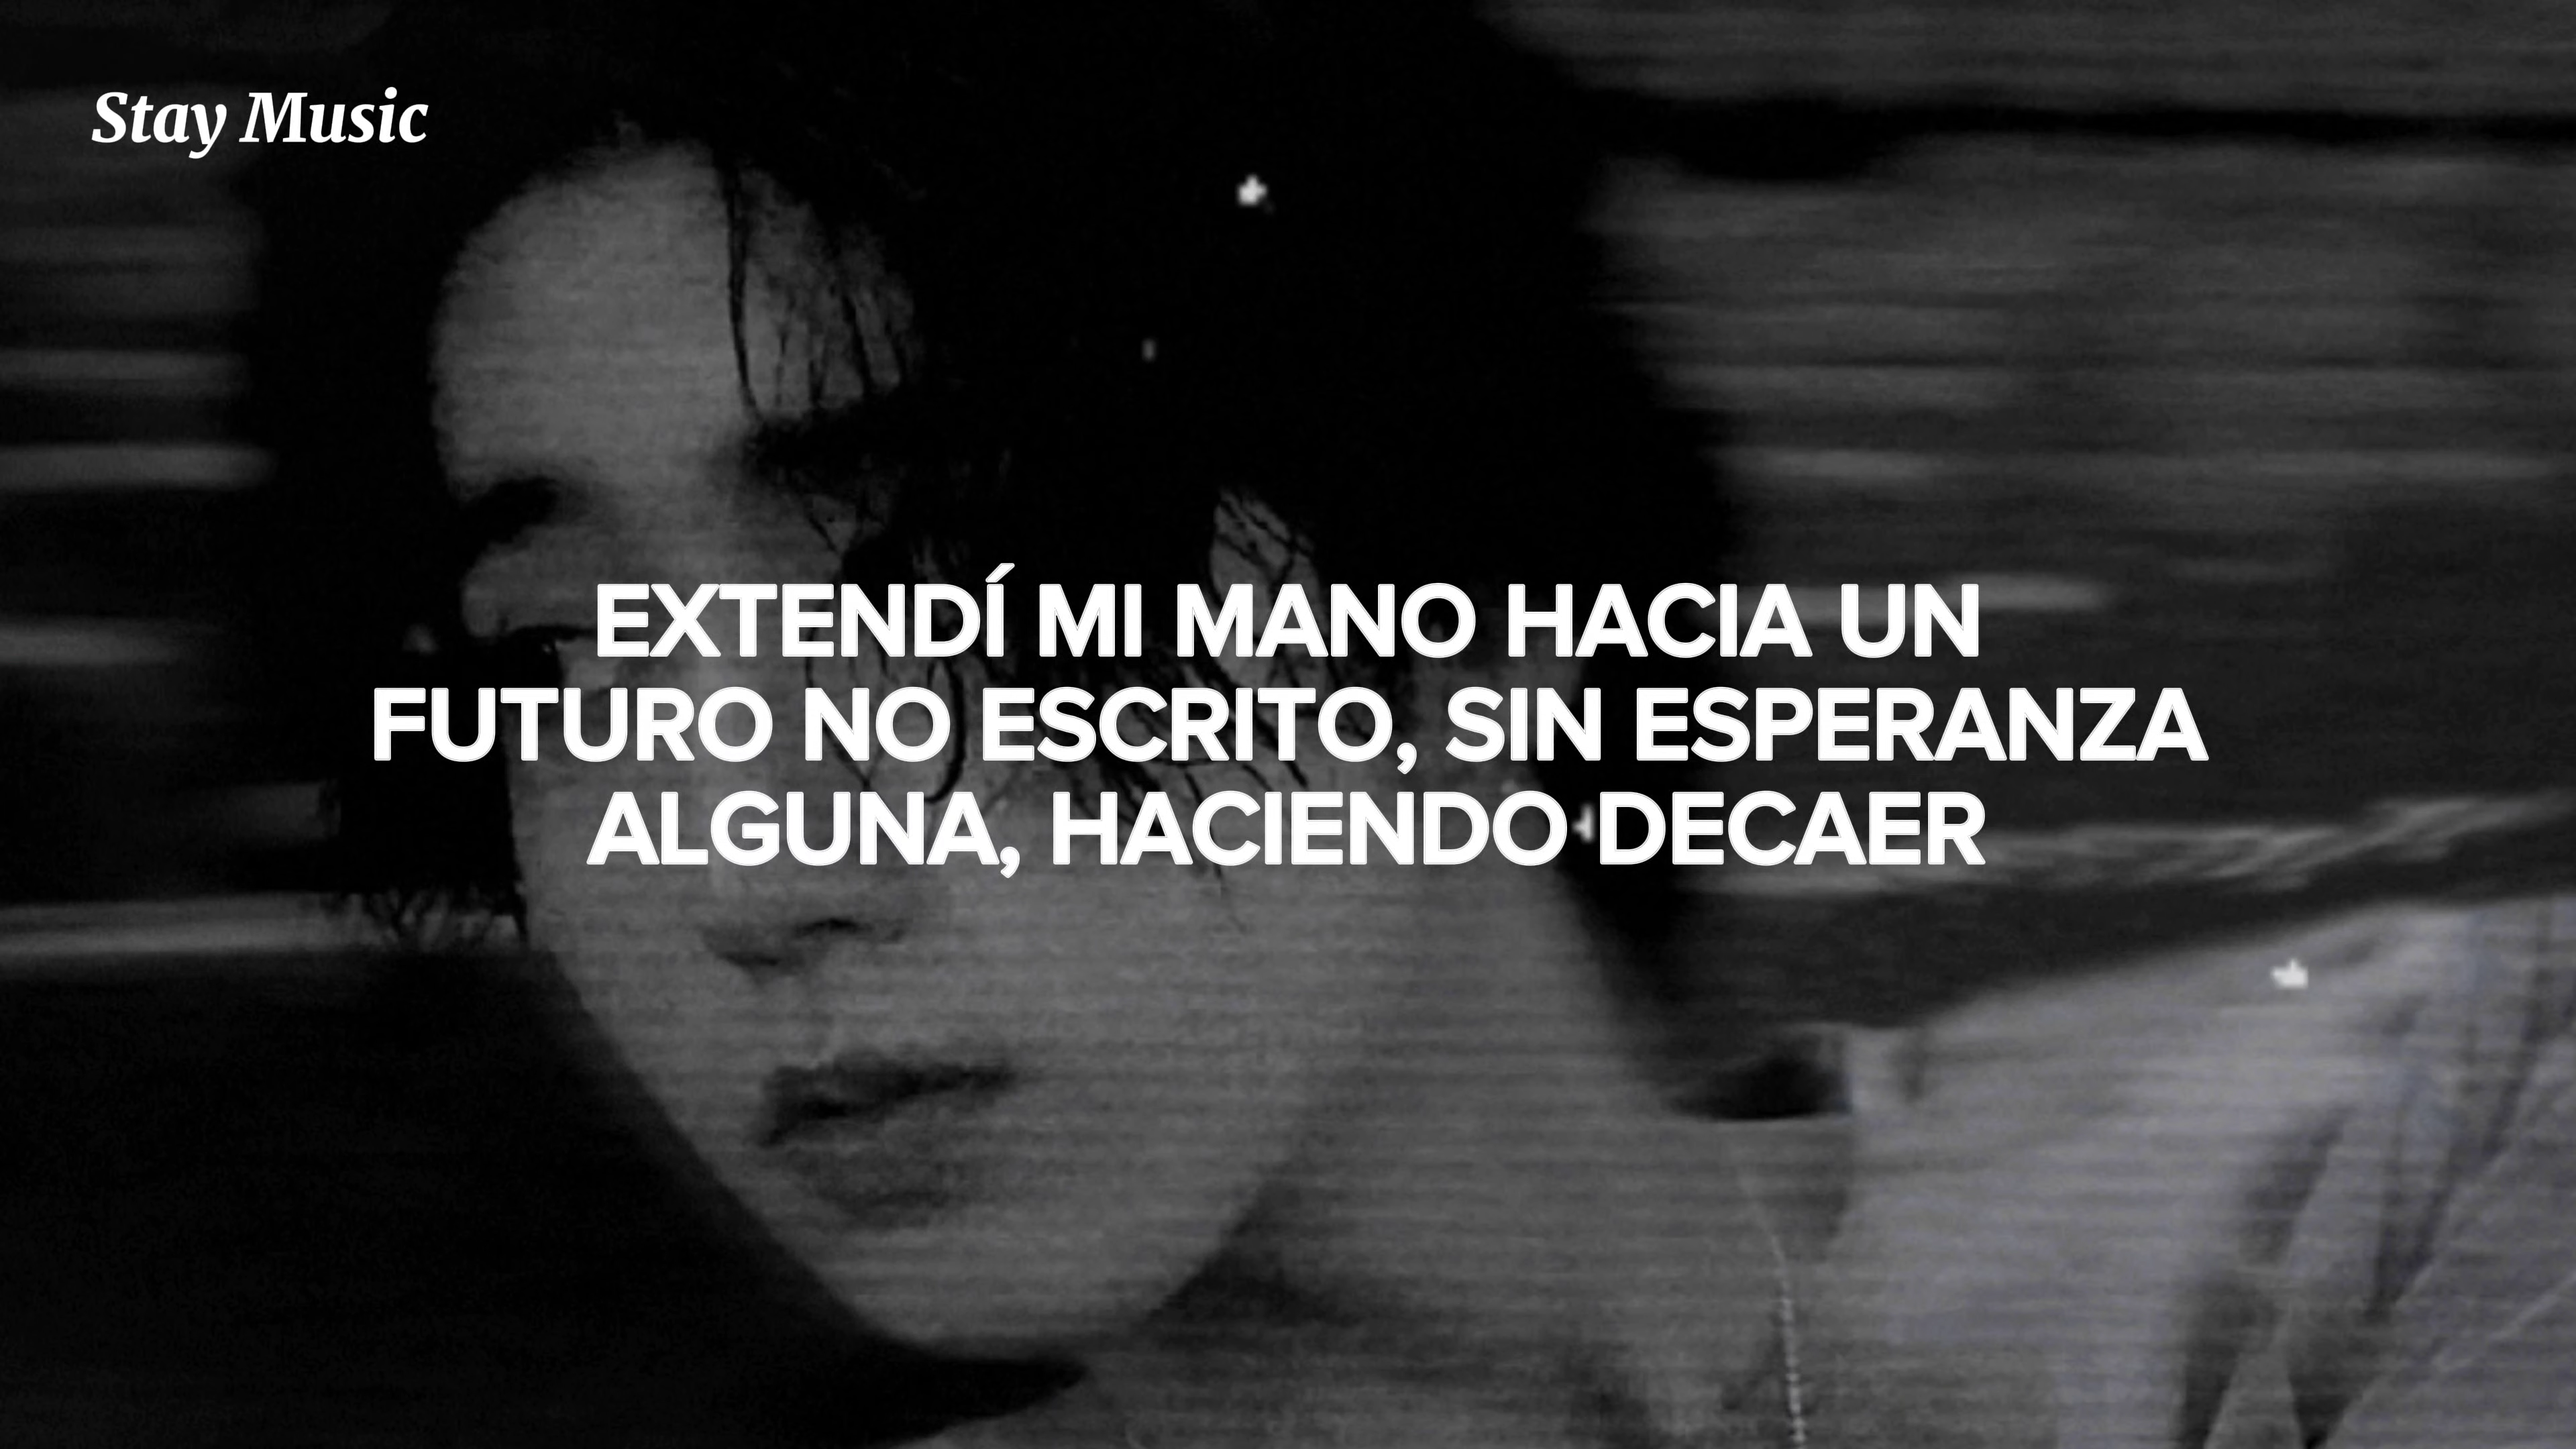 Stay Music
EXTENDÍ MI MANO HACIA UN
FUTURO NO ESCRITO, SIN ESPERANZA
ALGUNA, HACIENDO DECAER